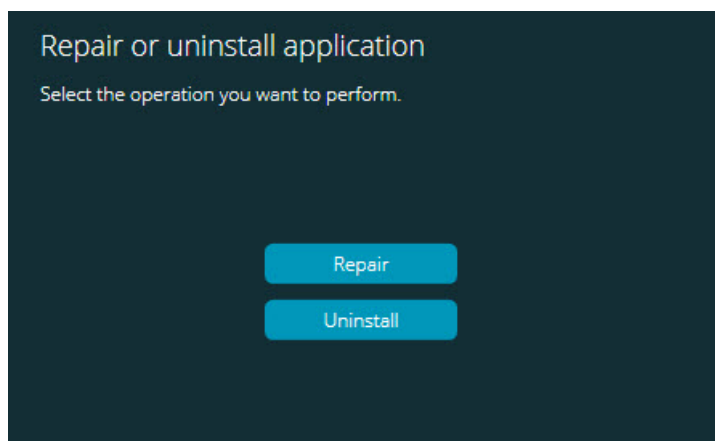 Repair or uninstall application
Select the operation you want to perform.
Repair
Uninstall